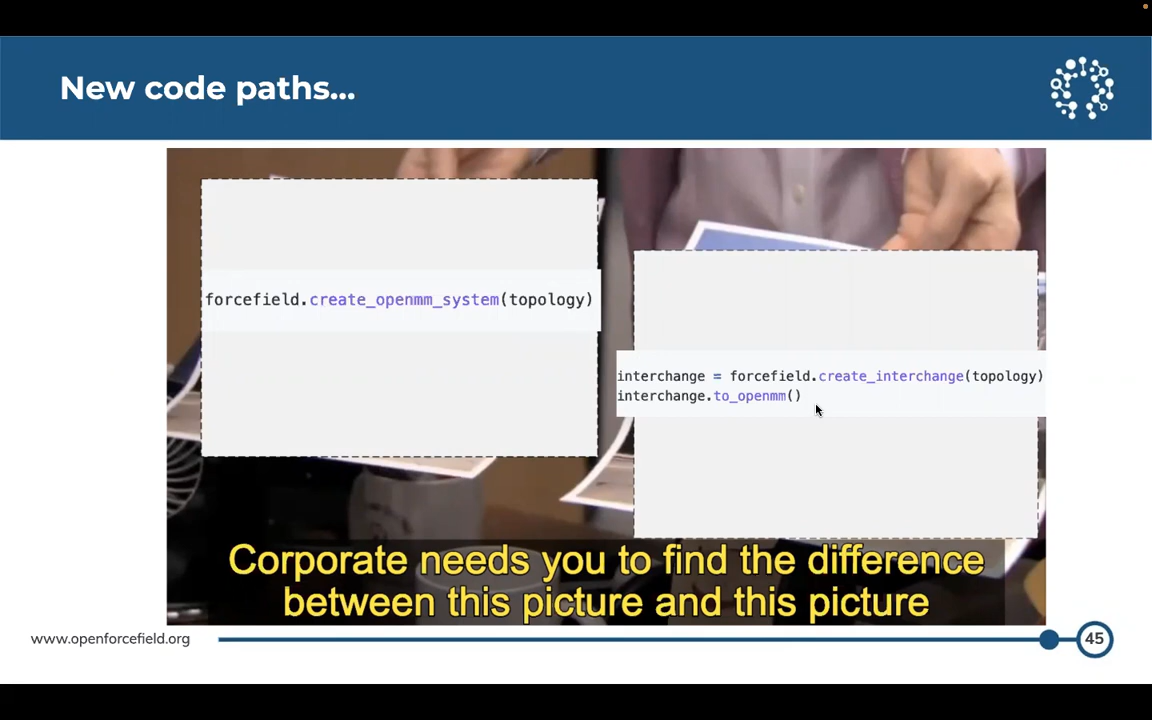 New code paths...
forcefield.create_openmm_system(topology)
interchange = forcefield.create_interchange(topology)
interchange.to_openmm()
Corporate needs you to find the difference
between this picture and this picture
www.openforcefield.org
45